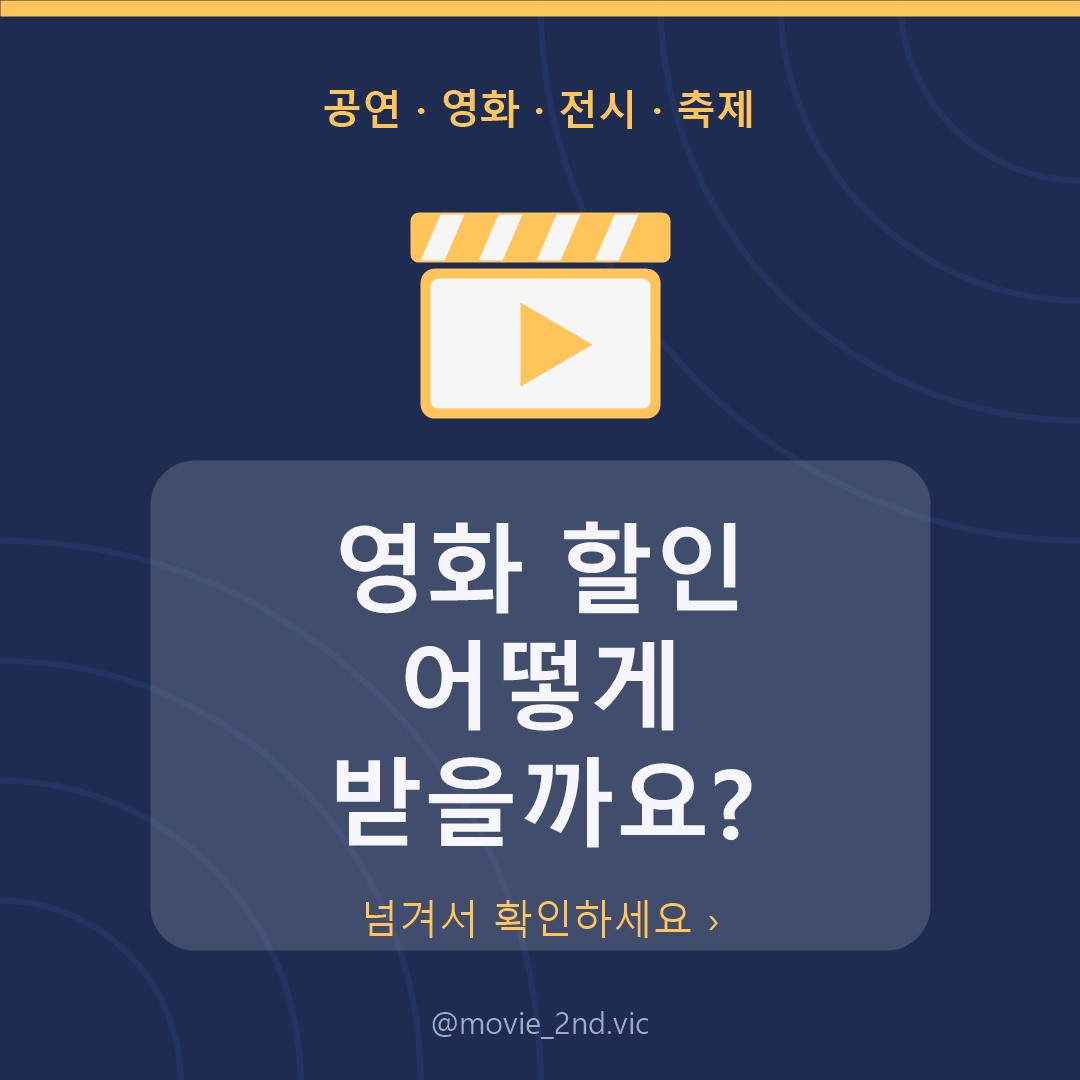 공연 · 영화 · 전시 · 축제
영화 할인
어떻게
받을까요?
넘겨서 확인하세요 ›
@movie_2nd.vic